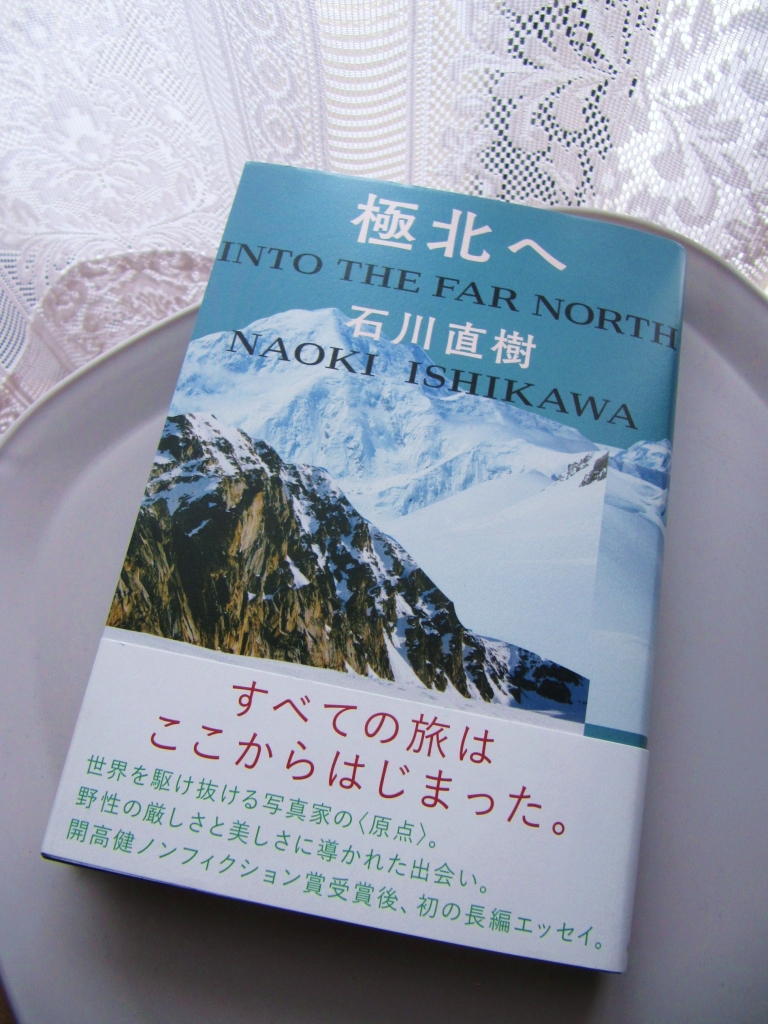 極北へ
INTO THE FAR NORTH
石川直樹
NAOKI ISHIKAWA
すべての旅は
ここからはじまった。
世界を駆け抜ける写真家の〈原点〉。
野性の厳しさと美しさに導かれた出会い。
開高健ノンフィクション賞受賞後、初の長編エッセイ。